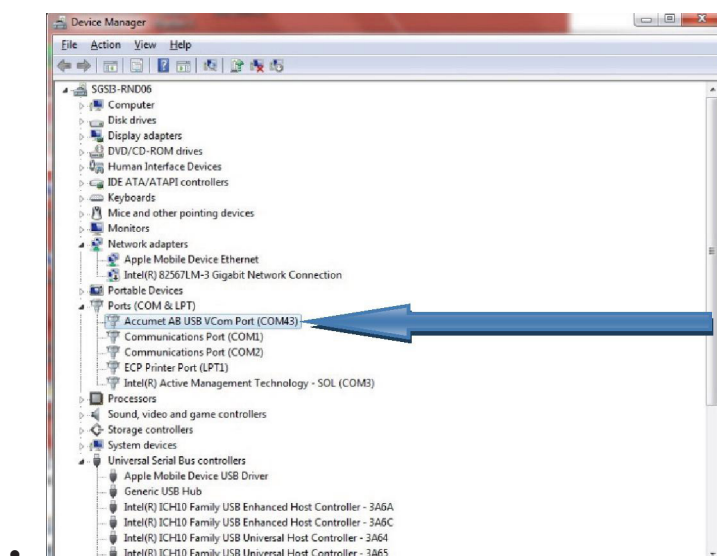 Device Manager
File Action View Help
SGSI3-RND06
Computer
Disk drives
Display adapters
DVD/CD-ROM drives
Human Interface Devices
IDE ATA/ATAPI controllers
Keyboards
Mice and other pointing devices
Monitors
Network adapters
Apple Mobile Device Ethernet
Intel(R) 82567LM-3 Gigabit Network Connection
Portable Devices
Ports (COM & LPT)
Accumet AB USB VCom Port (COM43)
Communications Port (COM1)
Communications Port (COM2)
ECP Printer Port (LPT1)
Intel(R) Active Management Technology - SOL (COM3)
Processors
Sound, video and game controllers
Storage controllers
System devices
Universal Serial Bus controllers
Apple Mobile Device USB Driver
Generic USB Hub
Intel(R) ICH10 Family USB Enhanced Host Controller - 3A6A
Intel(R) ICH10 Family USB Enhanced Host Controller - 3A6C
Intel(R) ICH10 Family USB Universal Host Controller - 3A64
Intel(R) ICH10 Family USB Universal Host Controller - 3A65